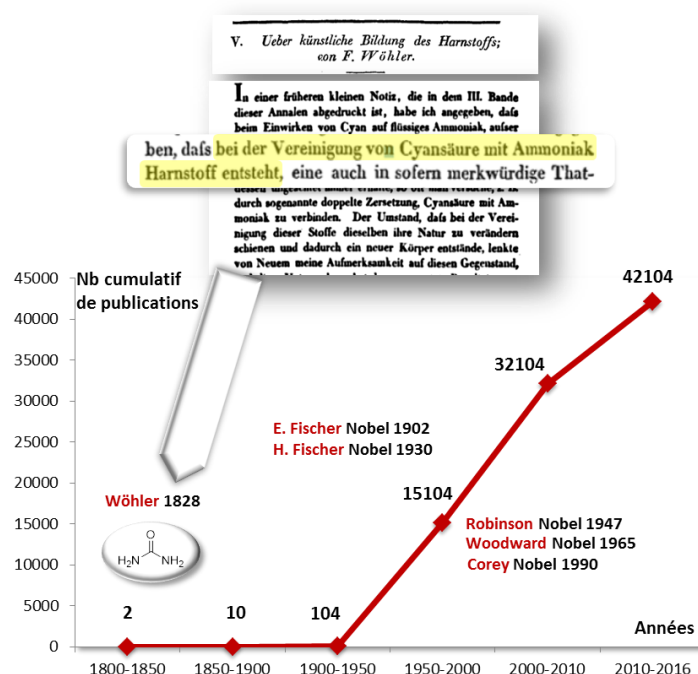 V. Ueber künstliche Bildung des Harnstoffs;
von F. Wöhler.
In einer früheren kleinen Notiz, die in dem III. Bande
dieser Annalen abgedruckt ist, habe ich angegeben, daſs
beim Einwirken von Cyan auf flüssiges Ammoniak, auſser
ben, daſs bei der Vereinigung von Cyansäure mit Ammoniak
Harnstoff entsteht, eine auch in sofern merkwürdige That-
durch sogenannte doppelte Zersetzung, Cyansäure mit Am-
moniak zu verbinden. Der Umstand, daſs bei der Verei-
nigung dieser Stoffe dieselben ihre Natur zu verändern
schienen und dadurch ein neuer Körper entstände, lenkte
von Neuem meine Aufmerksamkeit auf diesen Gegenstand,
Nb cumulatif
de publications
45000
40000
35000
30000
25000
20000
15000
10000
5000
0
42104
32104
E. Fischer Nobel 1902
H. Fischer Nobel 1930
15104
Wöhler 1828
O
H₂N NH₂
Robinson Nobel 1947
Woodward Nobel 1965
Corey Nobel 1990
2
10
104
Années
1800-1850
1850-1900
1900-1950
1950-2000
2000-2010
2010-2016